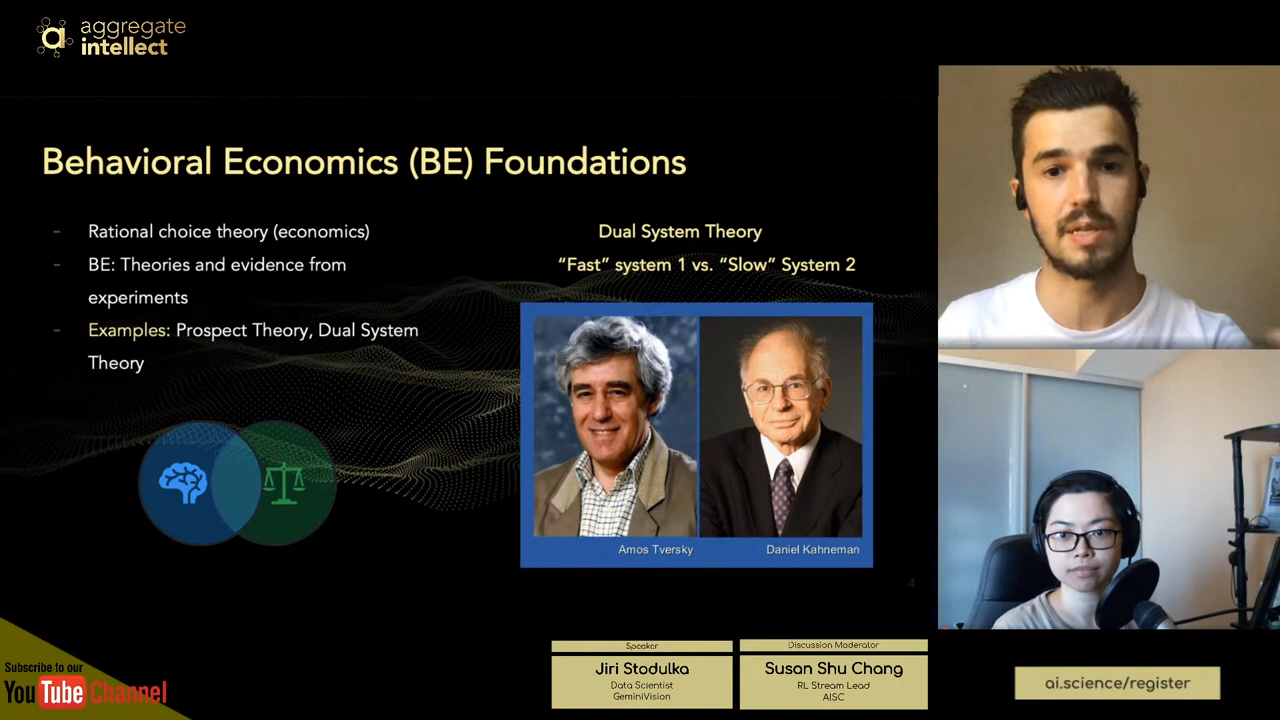 aggregate
intellect
Behavioral Economics (BE) Foundations
- Rational choice theory (economics)
- BE: Theories and evidence from
experiments
- Examples: Prospect Theory, Dual System
Theory
Dual System Theory
“Fast” system 1 vs. “Slow” System 2
Amos Tversky
Daniel Kahneman
4
Subscribe to our
YouTube Channel
Speaker
Jiri Stodulka
Data Scientist
GeminiVision
Discussion Moderator
Susan Shu Chang
RL Stream Lead
AISC
ai.science/register